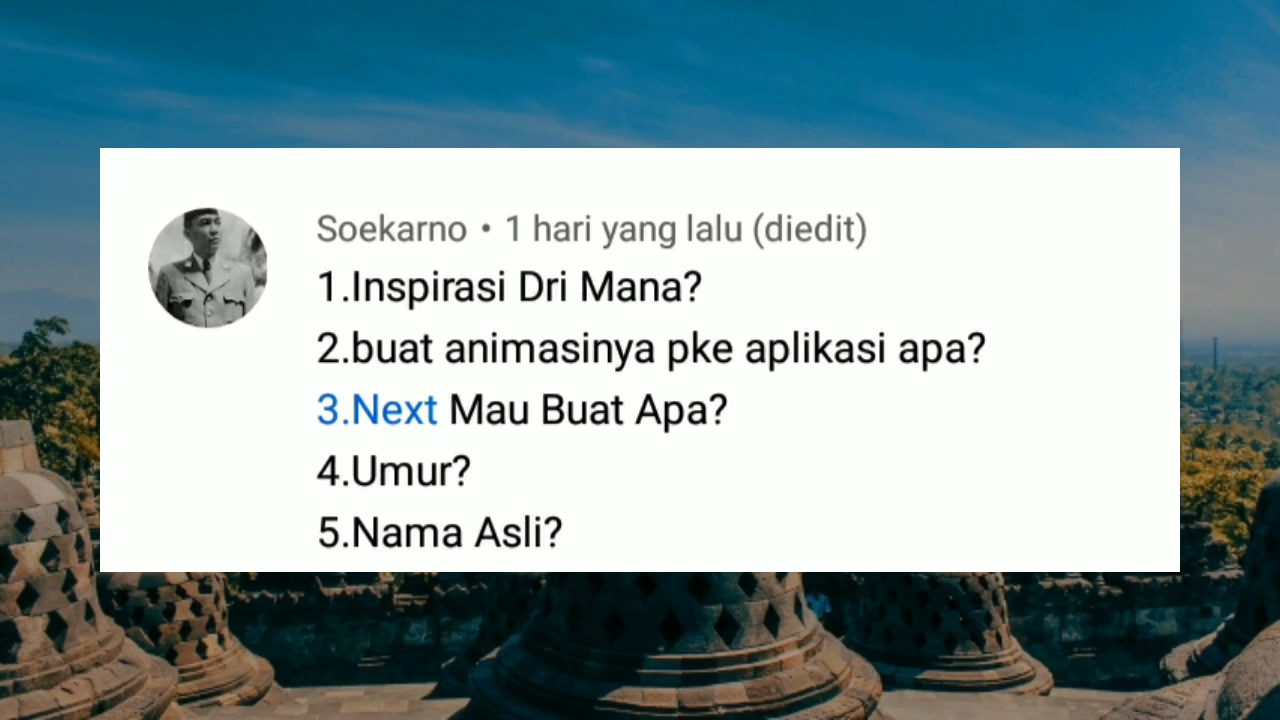 Soekarno • 1 hari yang lalu (diedit)
1.Inspirasi Dri Mana?
2.buat animasinya pke aplikasi apa?
3.Next Mau Buat Apa?
4.Umur?
5.Nama Asli?